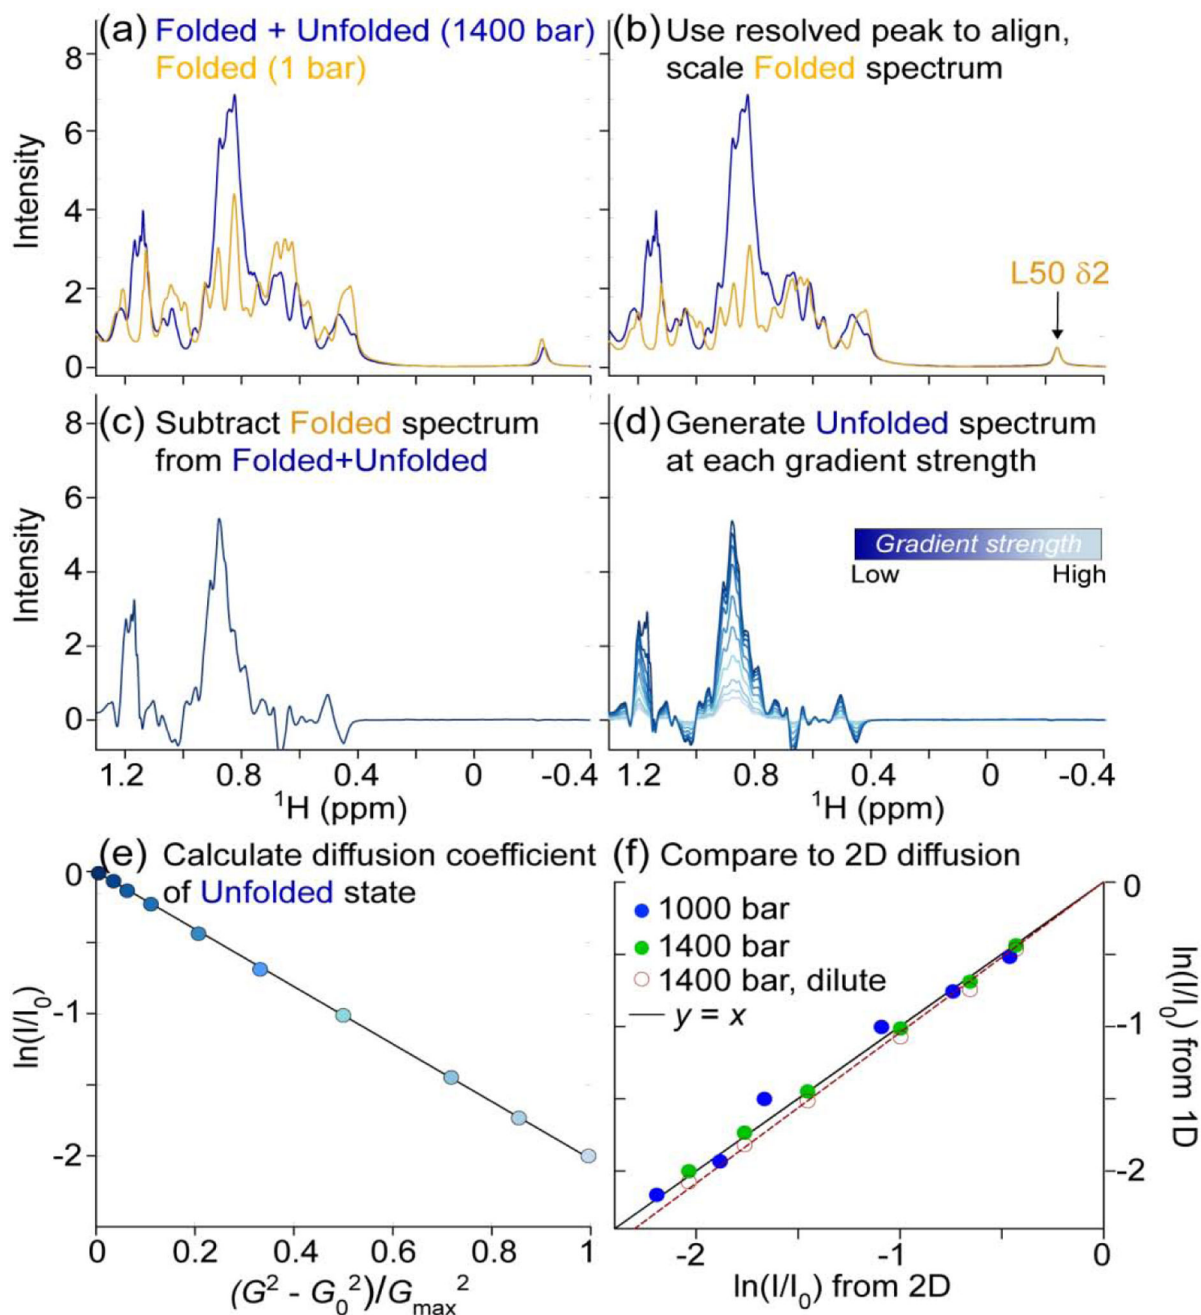 (a) Folded + Unfolded (1400 bar)
Folded (1 bar)
8
6
4
2
0
Intensity
(b) Use resolved peak to align,
scale Folded spectrum
L50 δ2
(c) Subtract Folded spectrum
from Folded+Unfolded
8
6
4
2
0
Intensity
1.2 0.8 0.4 0 -0.4
¹H (ppm)
(d) Generate Unfolded spectrum
at each gradient strength
Gradient strength
Low High
1.2 0.8 0.4 0 -0.4
¹H (ppm)
(e) Calculate diffusion coefficient
of Unfolded state
0
-1
-2
ln(I/I₀)
0 0.2 0.4 0.6 0.8 1
(G² - G₀²)/Gmax²
(f) Compare to 2D diffusion
1000 bar
1400 bar
1400 bar, dilute
y = x
0
-1
-2
ln(I/I₀) from 1D
-2 -1 0
ln(I/I₀) from 2D